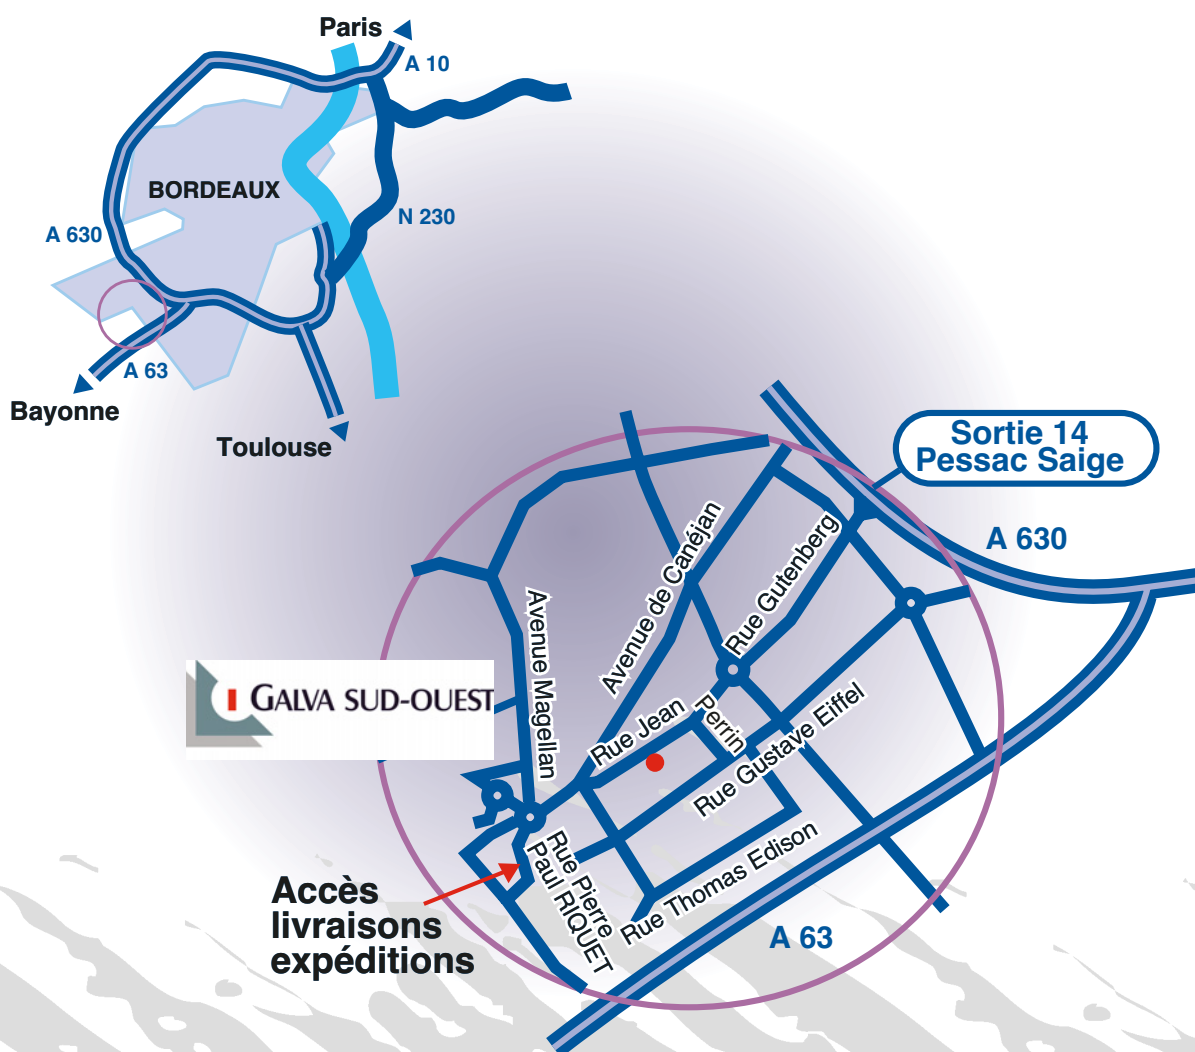 Paris
A 10
BORDEAUX
N 230
A 630
A 63
Bayonne
Toulouse
Sortie 14
Pessac Saige
A 630
Avenue de Canéjan
Rue Gutenberg
Avenue Magellan
GALVA SUD-OUEST
Rue Jean
Perrin
Rue Gustave Eiffel
Rue Thomas Edison
Rue Pierre
Paul RIQUET
Accès
livraisons
expéditions
A 63